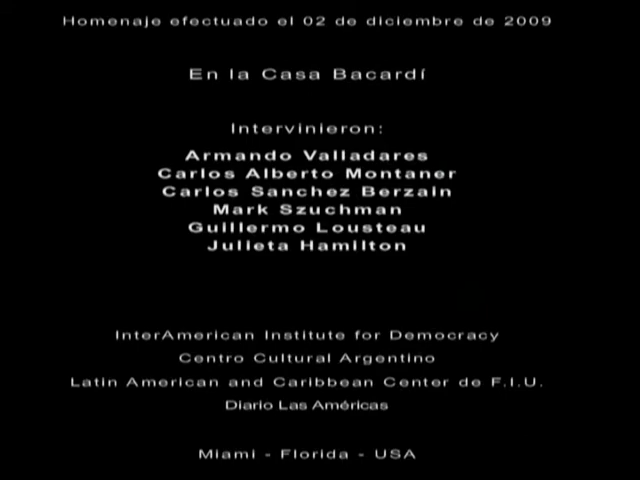 Homenaje efectuado el 02 de diciembre de 2009
En la Casa Bacardí
Intervinieron:
Armando Valladares
Carlos Alberto Montaner
Carlos Sanchez Berzain
Mark Szuchman
Guillermo Lousteau
Julieta Hamilton
InterAmerican Institute for Democracy
Centro Cultural Argentino
Latin American and Caribbean Center de F.I.U.
Diario Las Américas
Miami - Florida - USA